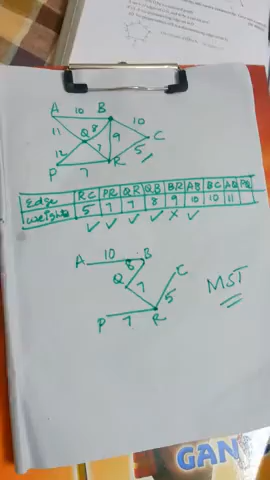 A 10 B
11 Q 8 9 10 C
12 7 5
P 7 R
Edge RC PR QR QB BR AB BC AQ PQ
Weight 5 7 7 8 9 10 10 11
✓ ✓ ✓ ✓ × ✓
A 10 B
8 C
Q 7 5 MST
P 7 R
GAN